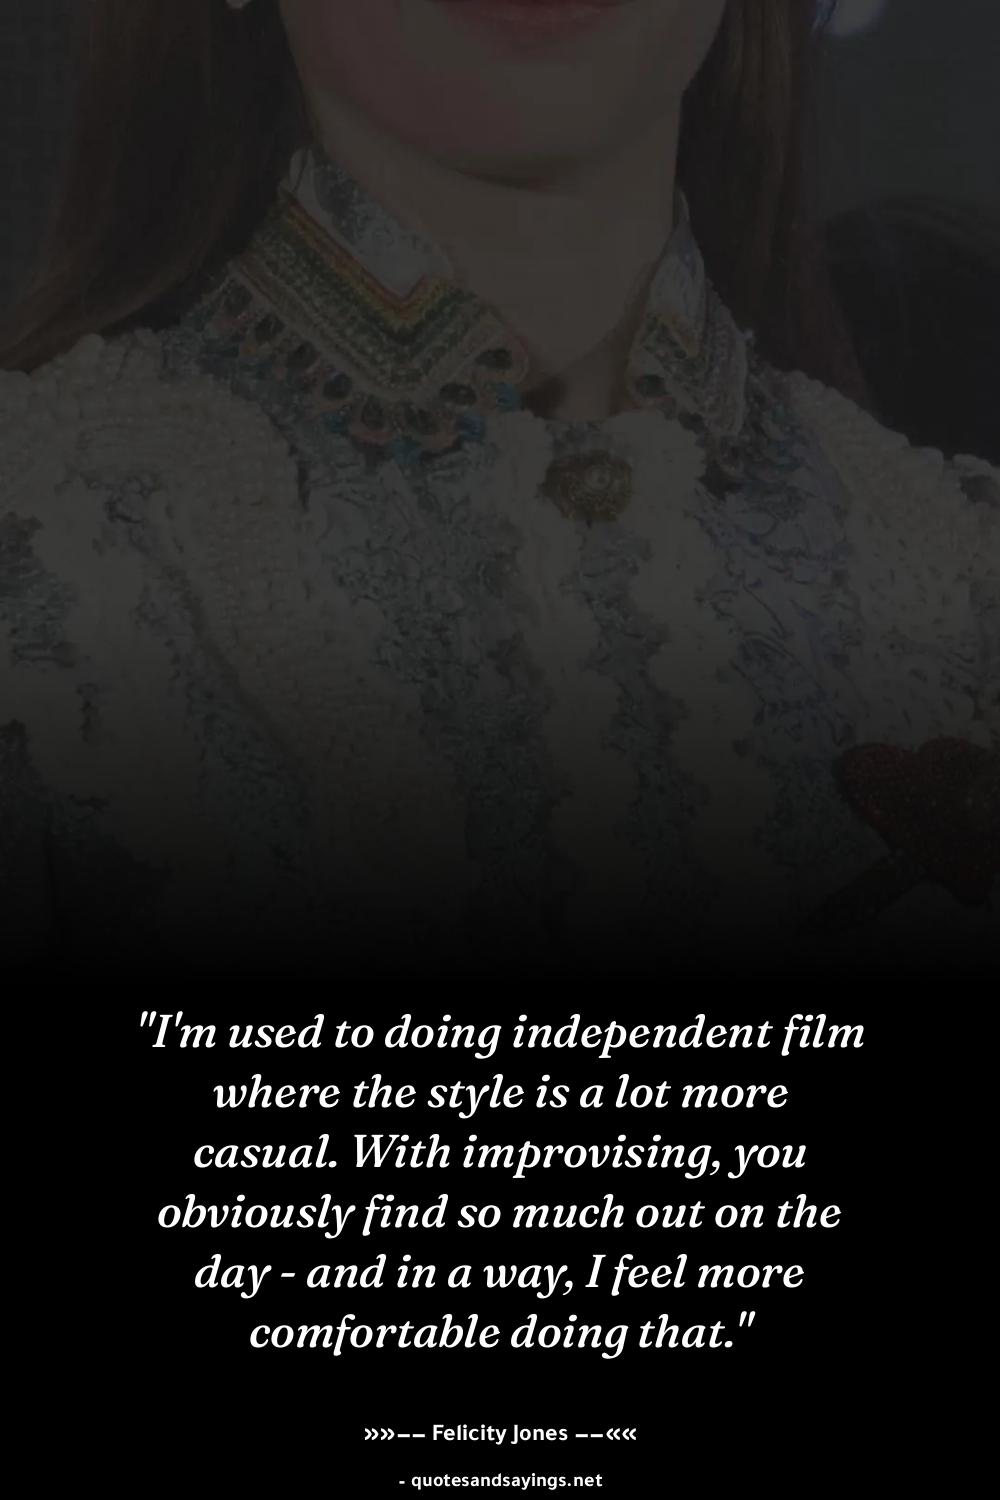 "I'm used to doing independent film
where the style is a lot more
casual. With improvising, you
obviously find so much out on the
day - and in a way, I feel more
comfortable doing that."
»»−− Felicity Jones −−««
- quotesandsayings.net